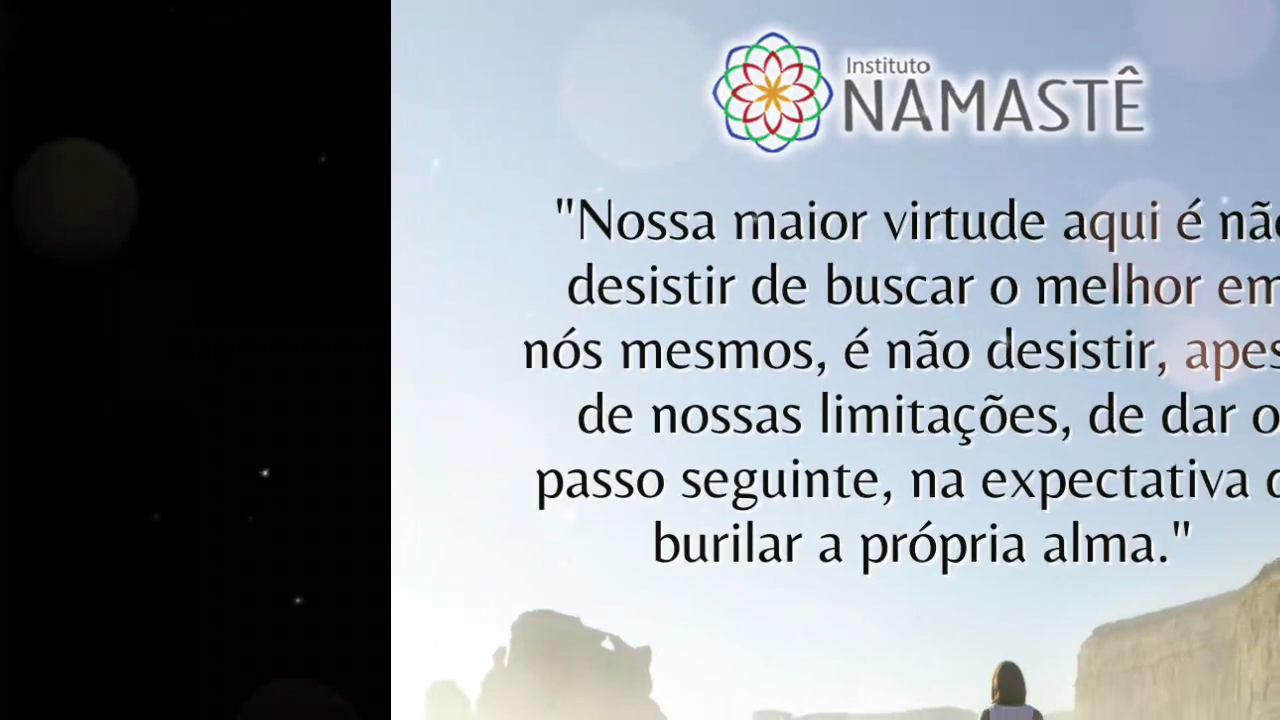 Instituto
NAMASTÊ
"Nossa maior virtude aqui é
desistir de buscar o melhor em
nós mesmos, é não desistir,
de nossas limitações, de dar o
passo seguinte, na expectativa
burilar a própria alma."